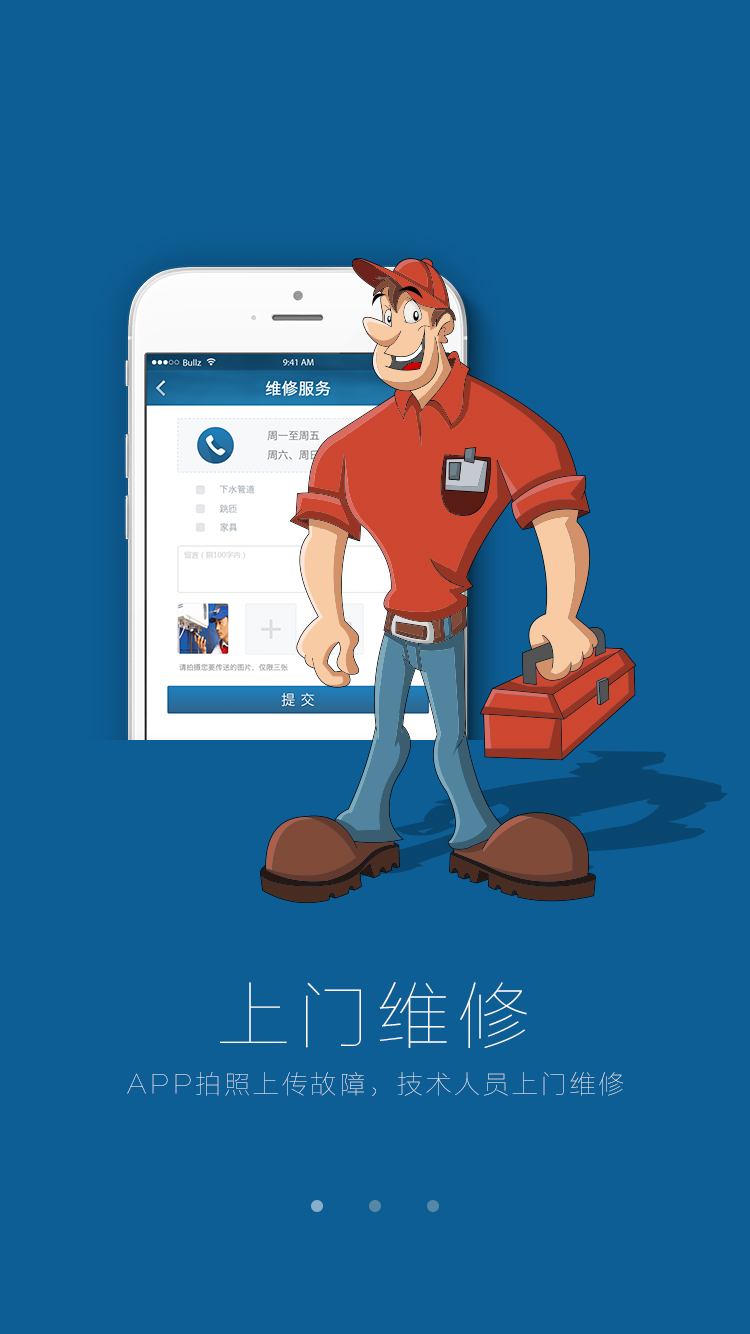 Bullz 9:41 AM
维修服务
周一至周五
周六、周日
下水管道
跳闸
家具
留言（限100字内）
请拍摄您要传送的图片，仅限三张
提交
上门维修
APP拍照上传故障，技术人员上门维修